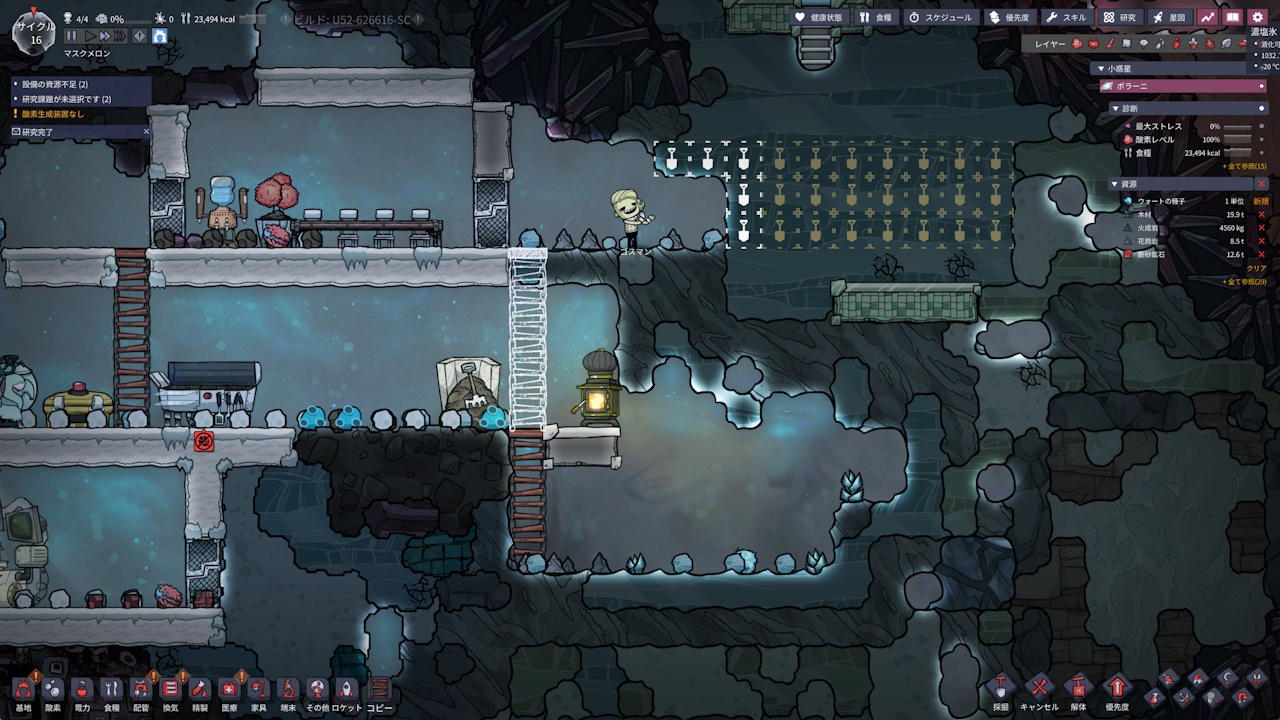 サイクル
16
4/4
0%
0
23,494 kcal
ビルド: U52-626616-SC
マスクメロン
設備の資源不足 (2)
研究課題が未選択です (2)
酸素生成装置なし
研究完了
健康状態
食糧
スケジュール
優先度
スキル
研究
星図
濃塩氷
レイヤー
小惑星
ポラーニ
診断
最大ストレス 0%
酸素レベル 100%
食糧 23,494 kcal
全て参照(15)
資源
ウォートの種子 1 単位 新規
木材 19.9 t
火成岩 4560 kg
花崗岩 8.5 t
12.6 t
クリア
全て参照(29)
-20 °C
基地
酸素
電力
食糧
配管
換気
精製
医療
家具
端末
その他
ロケット
コピー
採掘
キャンセル
解体
優先度